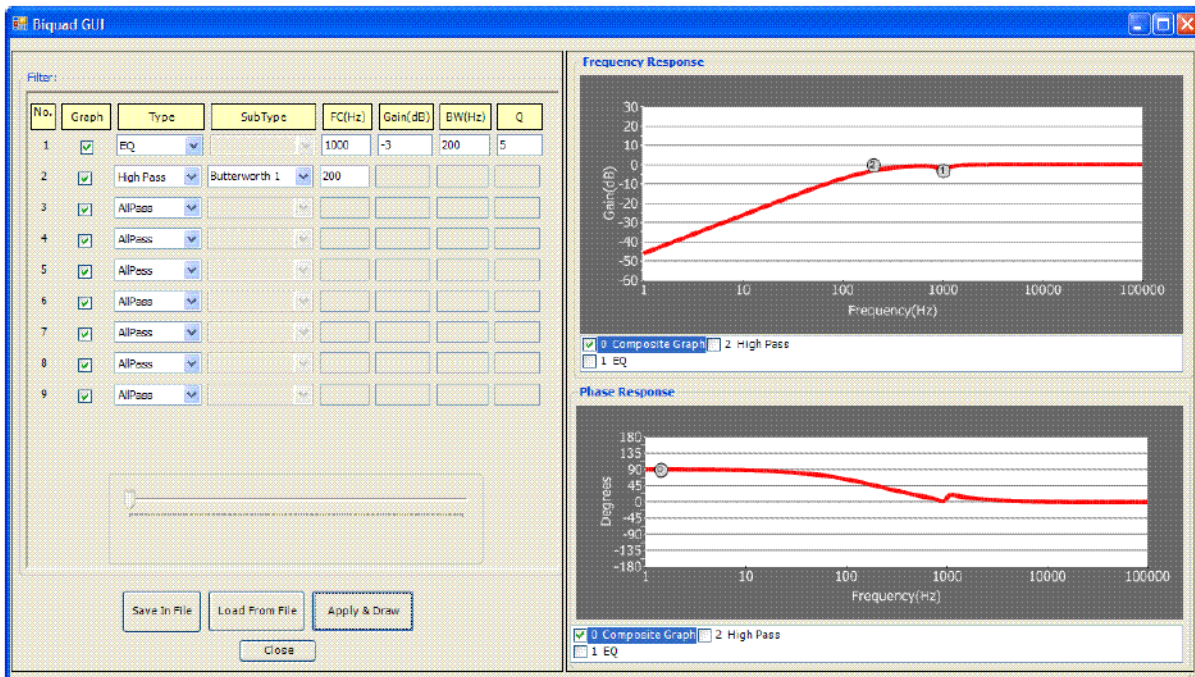 Biquad GUI
Filter:
No. Graph Type SubType FC(Hz) Gain(dB) BW(Hz) Q
1 EQ 1000 -3 200 5
2 High Pass Butterworth 1 200
3 AllPass
4 AllPass
5 AllPass
6 AllPass
7 AllPass
8 AllPass
9 AllPass
Save In File Load From File Apply & Draw
Close
Frequency Response
Gain(dB)
30
20
10
0
-10
-20
-30
-40
-50
-60
2
1
1 10 100 1000 10000 100000
Frequency(Hz)
0 Composite Graph 2 High Pass
1 EQ
Phase Response
Degrees
180
135
90
45
0
-45
-90
-135
-180
0
1 10 100 1000 10000 100000
Frequency(Hz)
0 Composite Graph 2 High Pass
1 EQ